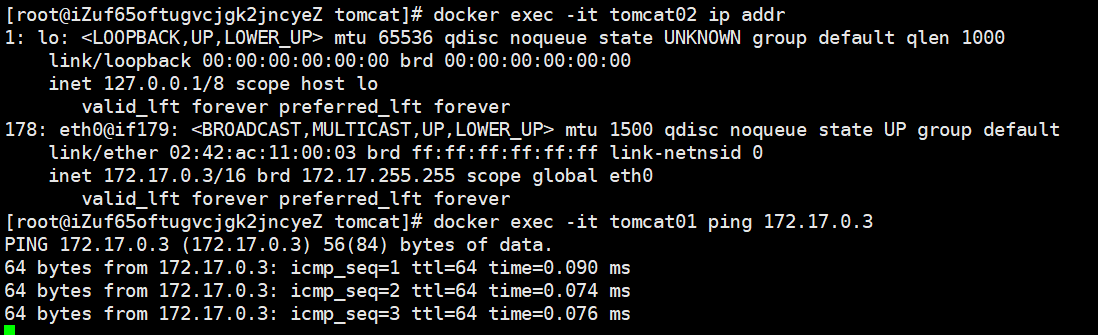 [root@iZuf65oftugvcjgk2jncyeZ tomcat]# docker exec -it tomcat02 ip addr
1: lo: <LOOPBACK,UP,LOWER_UP> mtu 65536 qdisc noqueue state UNKNOWN group default qlen 1000
    link/loopback 00:00:00:00:00:00 brd 00:00:00:00:00:00
    inet 127.0.0.1/8 scope host lo
       valid_lft forever preferred_lft forever
178: eth0@if179: <BROADCAST,MULTICAST,UP,LOWER_UP> mtu 1500 qdisc noqueue state UP group default
    link/ether 02:42:ac:11:00:03 brd ff:ff:ff:ff:ff:ff link-netnsid 0
    inet 172.17.0.3/16 brd 172.17.255.255 scope global eth0
       valid_lft forever preferred_lft forever
[root@iZuf65oftugvcjgk2jncyeZ tomcat]# docker exec -it tomcat01 ping 172.17.0.3
PING 172.17.0.3 (172.17.0.3) 56(84) bytes of data.
64 bytes from 172.17.0.3: icmp_seq=1 ttl=64 time=0.090 ms
64 bytes from 172.17.0.3: icmp_seq=2 ttl=64 time=0.074 ms
64 bytes from 172.17.0.3: icmp_seq=3 ttl=64 time=0.076 ms